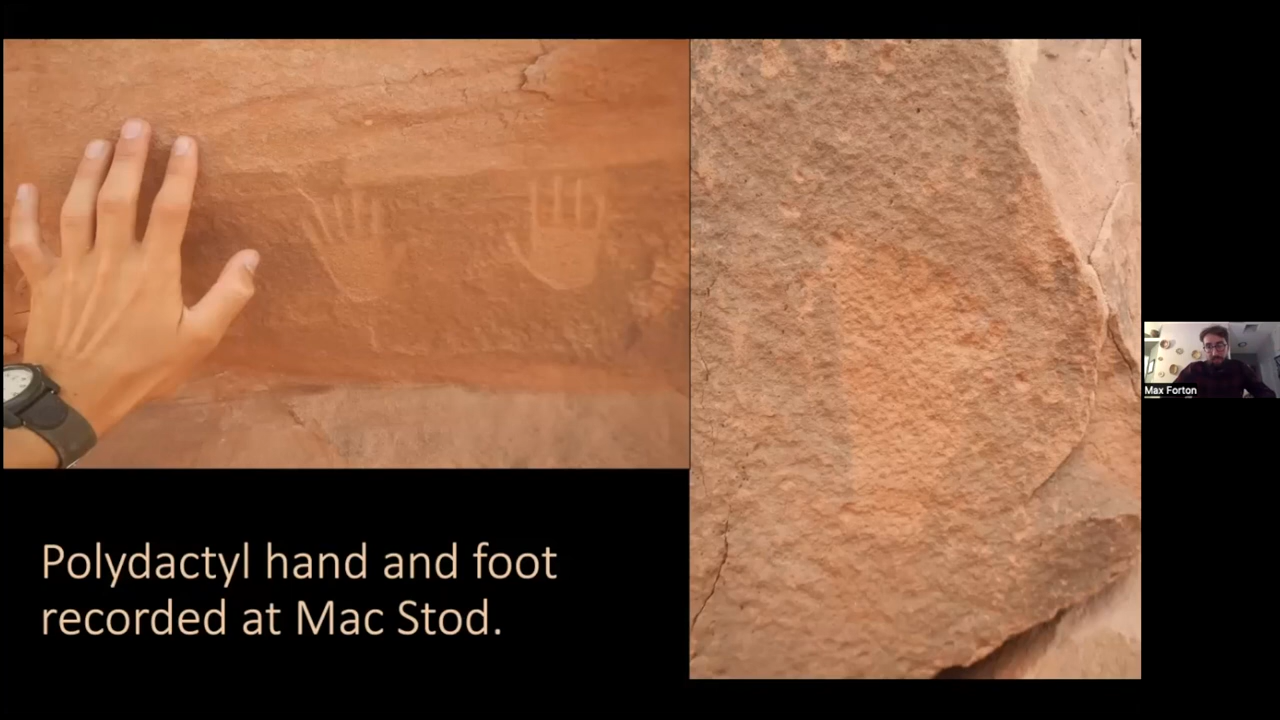 Polydactyl hand and foot
recorded at Mac Stod.
Max Forton